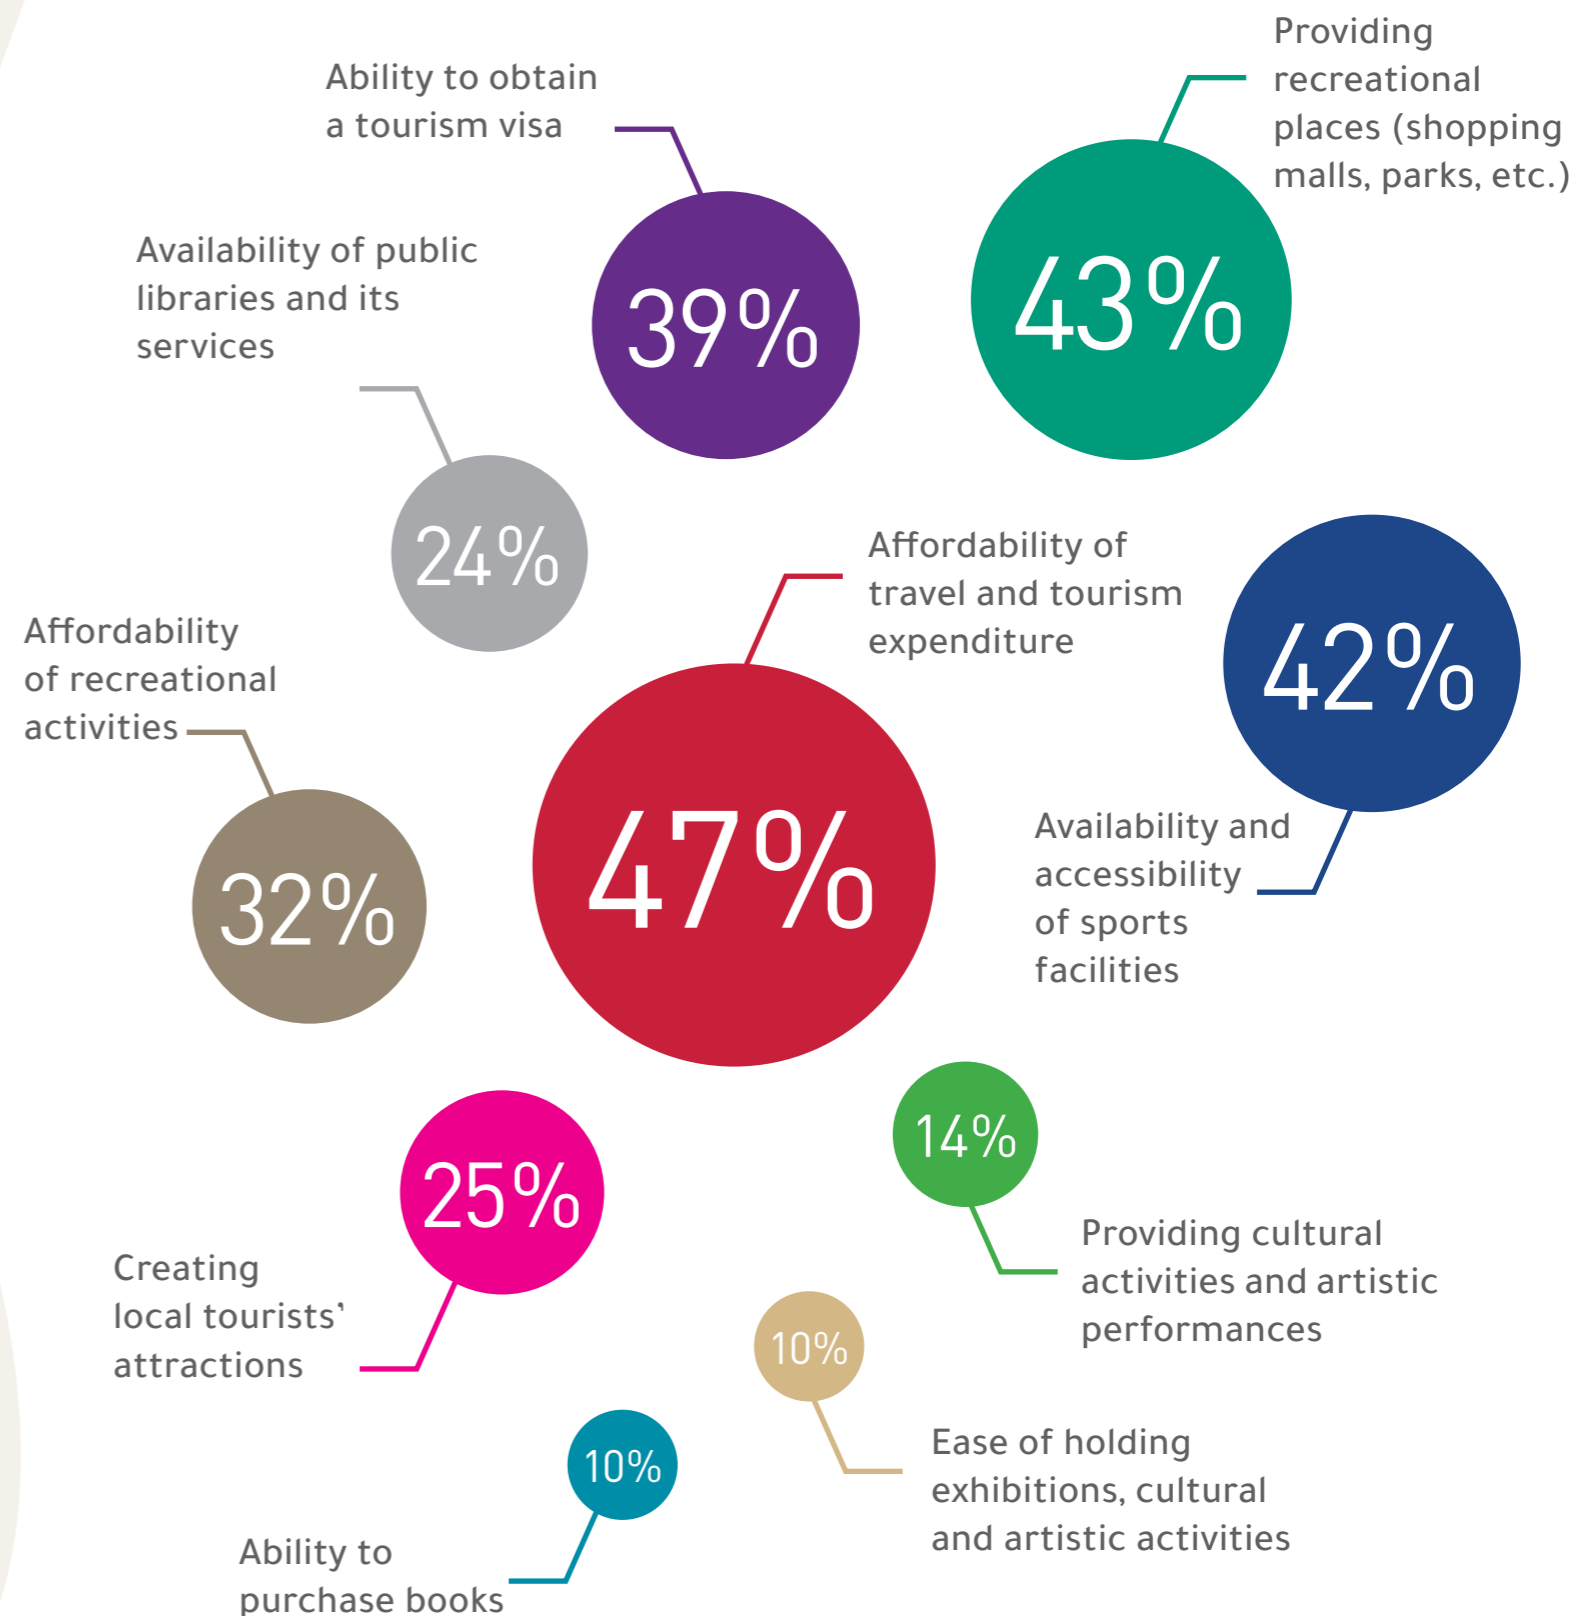 Providing
recreational
places (shopping
malls, parks, etc.)
43%
Ability to obtain
a tourism visa
39%
Availability of public
libraries and its
services
24%
Affordability of
travel and tourism
expenditure
47%
42%
Availability and
accessibility
of sports
facilities
Affordability
of recreational
activities
32%
25%
Creating
local tourists'
attractions
14%
Providing cultural
activities and artistic
performances
10%
Ease of holding
exhibitions, cultural
and artistic activities
10%
Ability to
purchase books